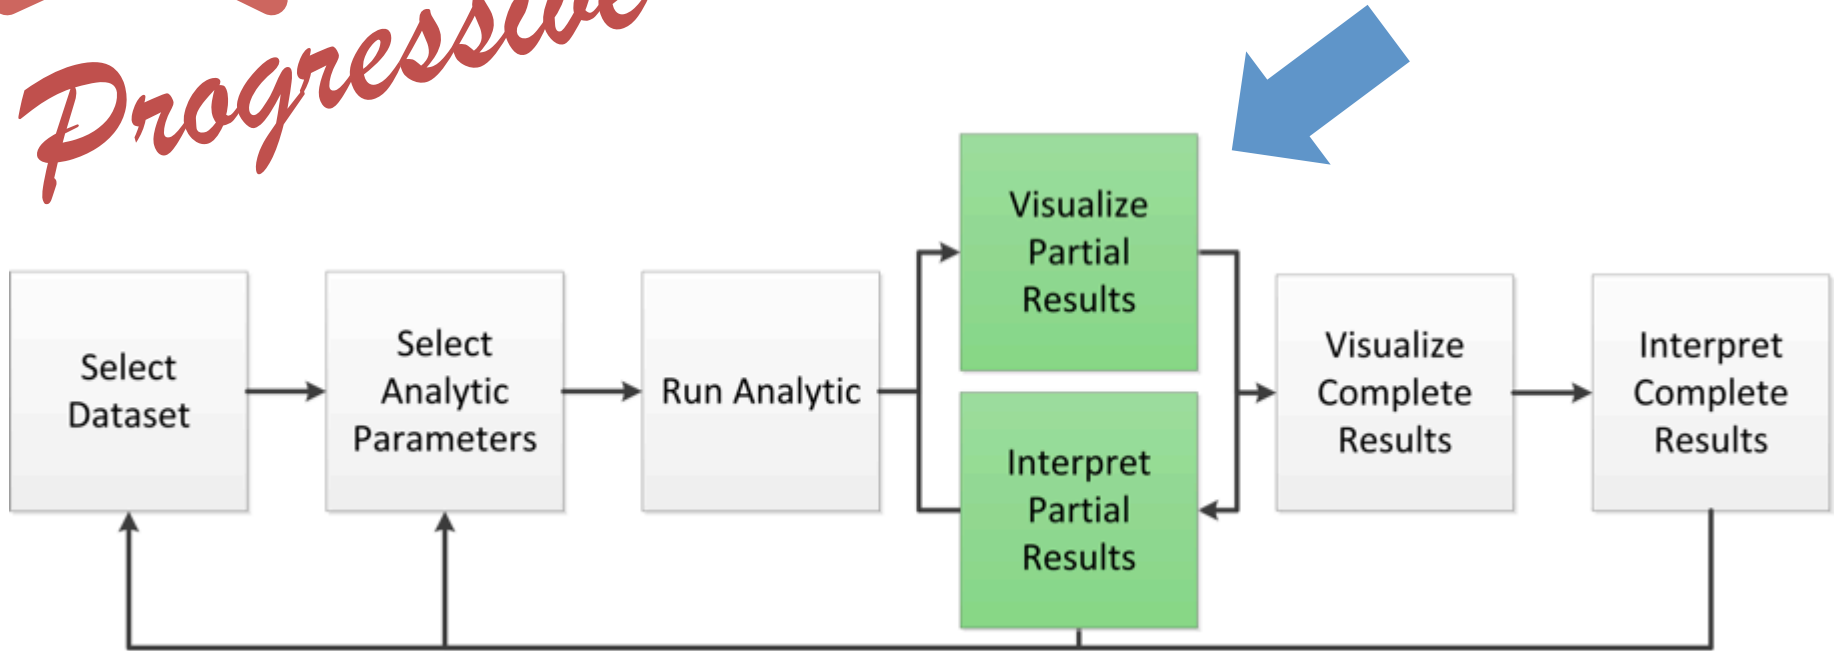 Progressive
Select
Dataset
Select
Analytic
Parameters
Run Analytic
Visualize
Partial
Results
Interpret
Partial
Results
Visualize
Complete
Results
Interpret
Complete
Results